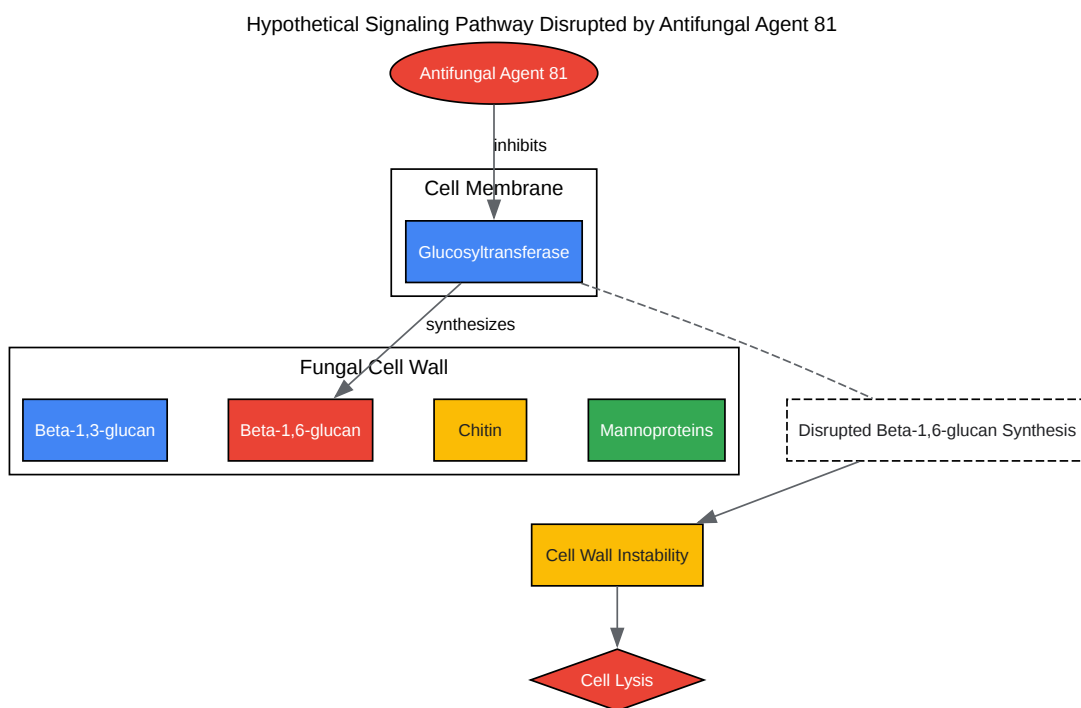 Hypothetical Signaling Pathway Disrupted by Antifungal Agent 81
Antifungal Agent 81
inhibits
Cell Membrane
Glucosyltransferase
synthesizes
Fungal Cell Wall
Beta-1,3-glucan
Beta-1,6-glucan
Chitin
Mannoproteins
Disrupted Beta-1,6-glucan Synthesis
Cell Wall Instability
Cell Lysis